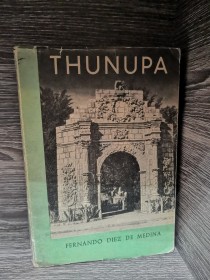 THUNUPA
FERNANDO DIEZ DE MEDINA